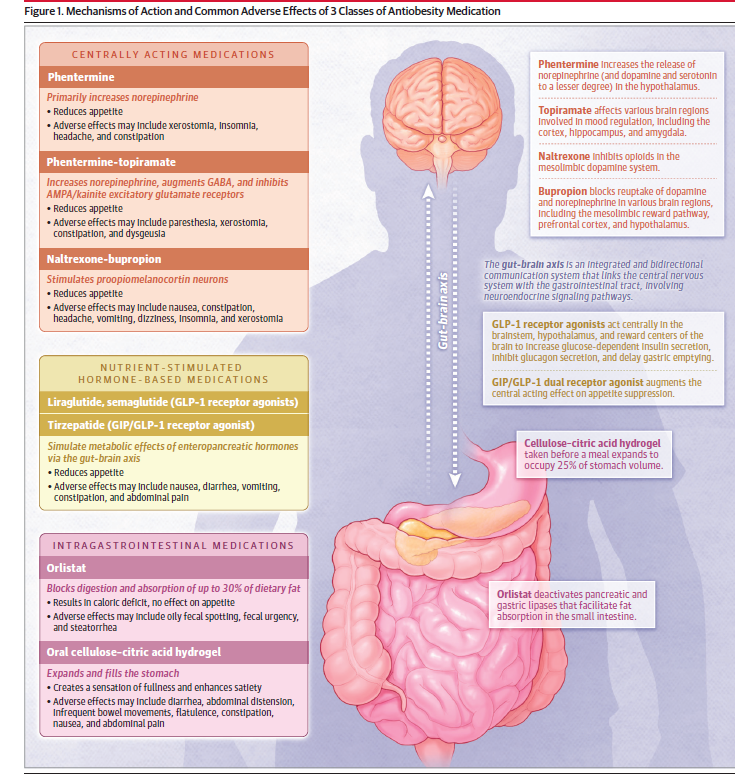 Figure 1. Mechanisms of Action and Common Adverse Effects of 3 Classes of Antiobesity Medication
CENTRALLY ACTING MEDICATIONS
Phentermine
Primarily increases norepinephrine
• Reduces appetite
• Adverse effects may include xerostomia, insomnia,
headache, and constipation
Phentermine-topiramate
Increases norepinephrine, augments GABA, and inhibits
AMPA/kainite excitatory glutamate receptors
• Reduces appetite
• Adverse effects may include paresthesia, xerostomia,
constipation, and dysgeusia
Naltrexone-bupropion
Stimulates proopiomelanocortin neurons
• Reduces appetite
• Adverse effects may include nausea, constipation,
headache, vomiting, dizziness, insomnia, and xerostomia
NUTRIENT-STIMULATED
HORMONE-BASED MEDICATIONS
Liraglutide, semaglutide (GLP-1 receptor agonists)
Tirzepatide (GIP/GLP-1 receptor agonist)
Simulate metabolic effects of enteropancreatic hormones
via the gut-brain axis
• Reduces appetite
• Adverse effects may include nausea, diarrhea, vomiting,
constipation, and abdominal pain
INTRAGASTROINTESTINAL MEDICATIONS
Orlistat
Blocks digestion and absorption of up to 30% of dietary fat
• Results in caloric deficit, no effect on appetite
• Adverse effects may include oily fecal spotting, fecal urgency,
and steatorrhea
Oral cellulose-citric acid hydrogel
Expands and fills the stomach
• Creates a sensation of fullness and enhances satiety
• Adverse effects may include diarrhea, abdominal distension,
infrequent bowel movements, flatulence, constipation,
nausea, and abdominal pain
Gut-brain axis
Phentermine increases the release of
norepinephrine (and dopamine and serotonin
to a lesser degree) in the hypothalamus.
Topiramate affects various brain regions
involved in mood regulation, including the
cortex, hippocampus, and amygdala.
Naltrexone inhibits opioids in the
mesolimbic dopamine system.
Bupropion blocks reuptake of dopamine
and norepinephrine in various brain regions,
including the mesolimbic reward pathway,
prefrontal cortex, and hypothalamus.
The gut-brain axis is an integrated and bidirectional
communication system that links the central nervous
system with the gastrointestinal tract, involving
neuroendocrine signaling pathways.
GLP-1 receptor agonists act centrally in the
brainstem, hypothalamus, and reward centers of the
brain to increase glucose-dependent insulin secretion,
inhibit glucagon secretion, and delay gastric emptying.
GIP/GLP-1 dual receptor agonist augments the
central acting effect on appetite suppression.
Cellulose-citric acid hydrogel
taken before a meal expands to
occupy 25% of stomach volume.
Orlistat deactivates pancreatic and
gastric lipases that facilitate fat
absorption in the small intestine.